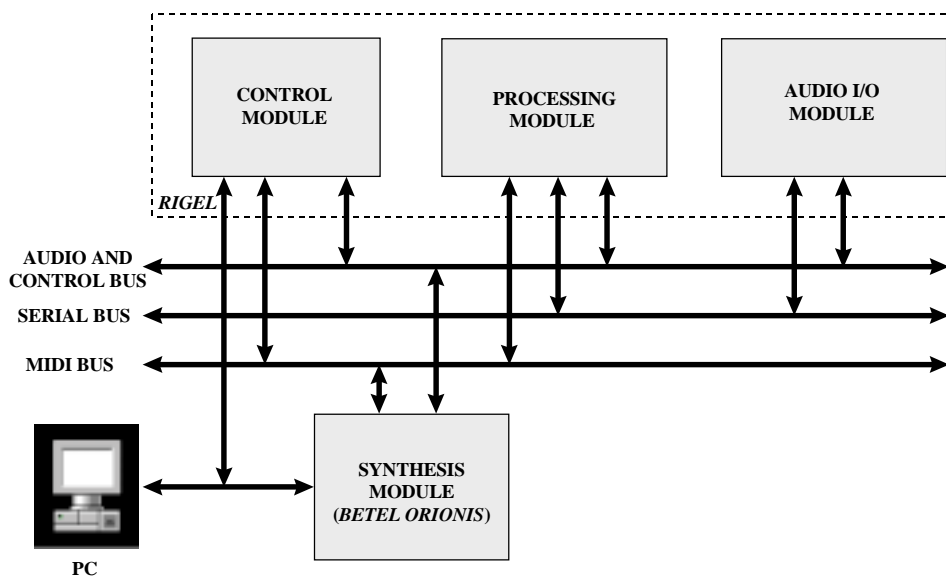 CONTROL
MODULE
PROCESSING
MODULE
AUDIO I/O
MODULE
RIGEL
AUDIO AND
CONTROL BUS
SERIAL BUS
MIDI BUS
SYNTHESIS
MODULE
(BETEL ORIONIS)
PC